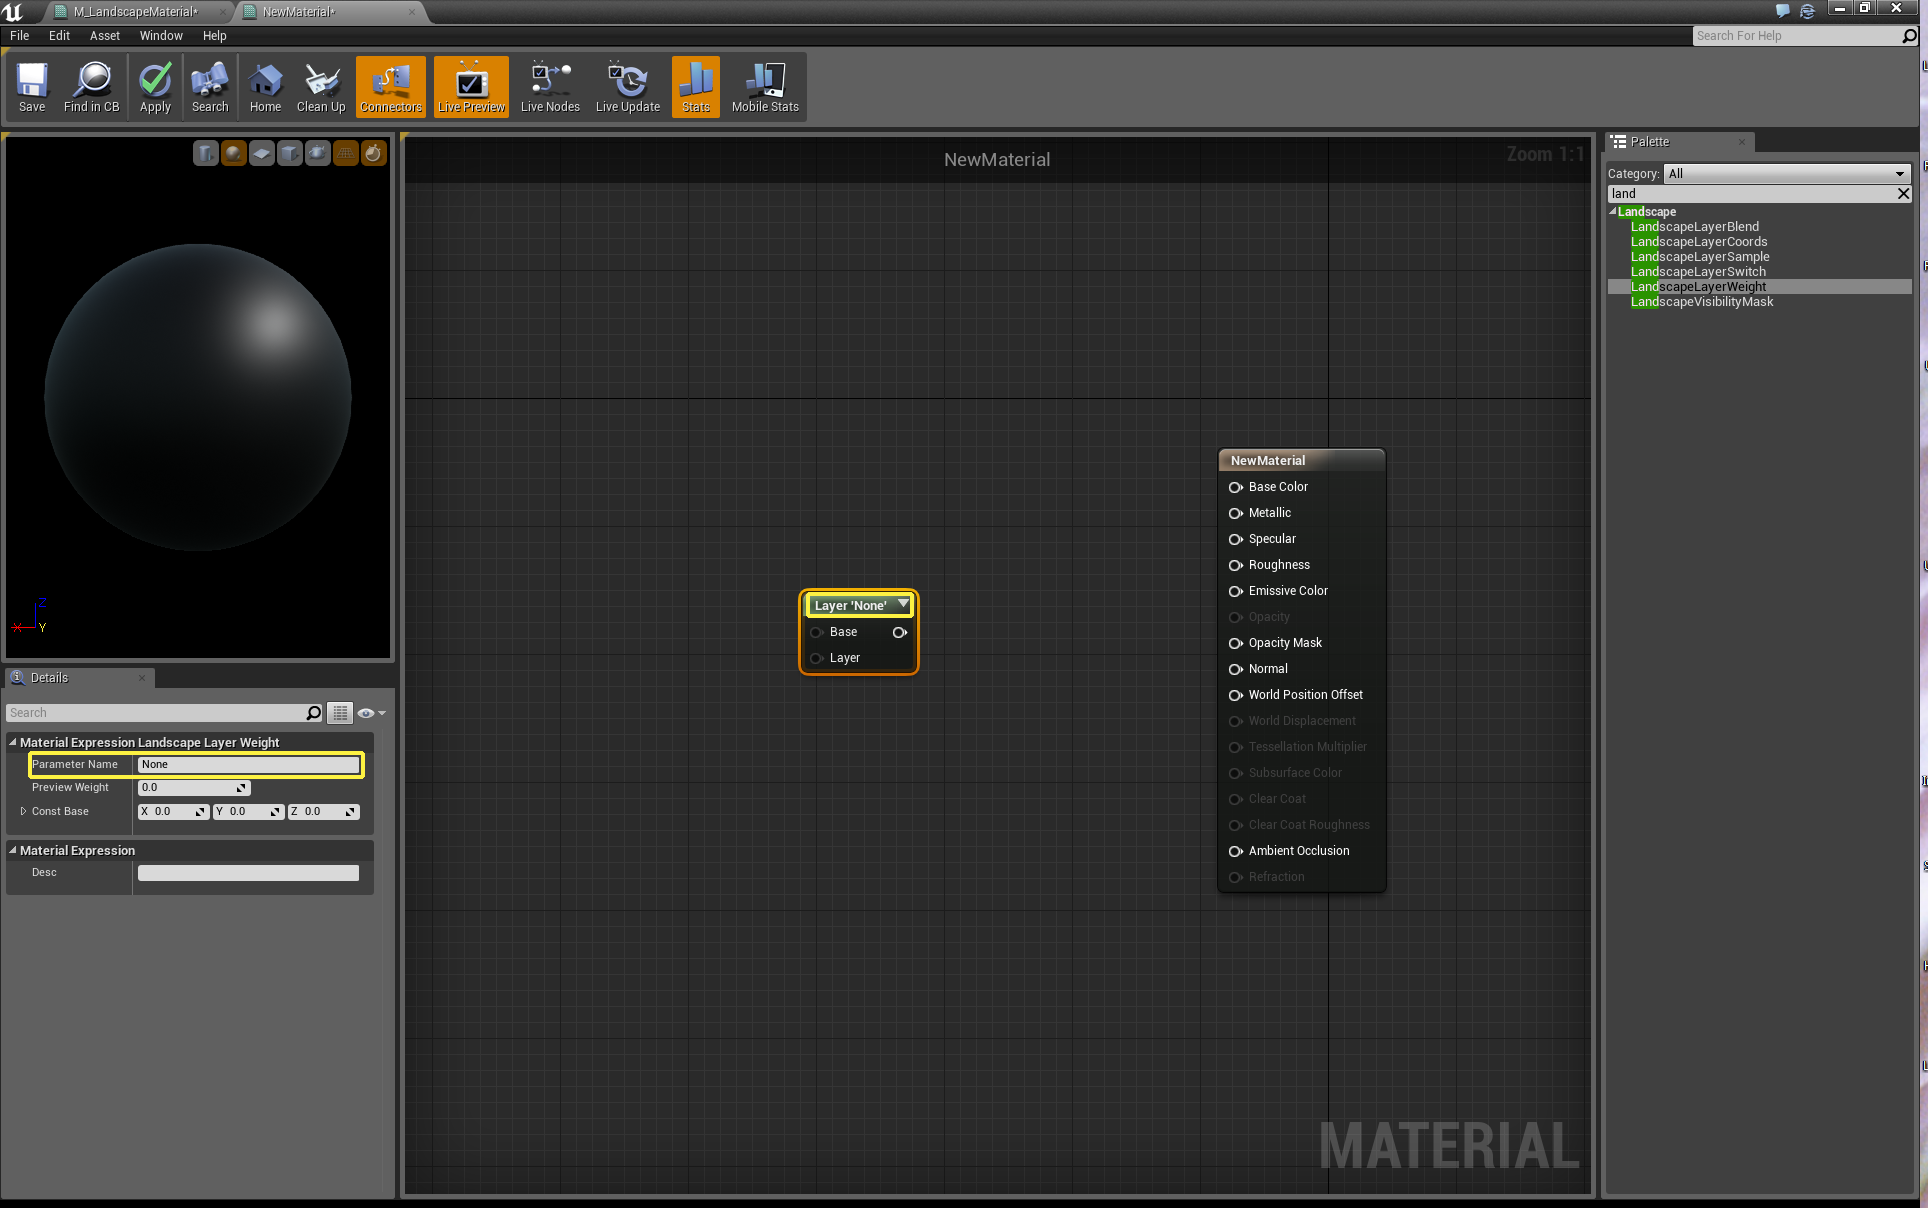 M_LandscapeMaterial*
NewMaterial*
File Edit Asset Window Help
Search For Help
Save
Find in CB
Apply
Search
Home
Clean Up
Connectors
Live Preview
Live Nodes
Live Update
Stats
Mobile Stats
NewMaterial
Zoom 1:1
Z
X
Y
Details
Search
Material Expression Landscape Layer Weight
Parameter Name None
Preview Weight 0.0
Const Base X 0.0 Y 0.0 Z 0.0
Material Expression
Desc
Layer 'None'
Base
Layer
NewMaterial
Base Color
Metallic
Specular
Roughness
Emissive Color
Opacity
Opacity Mask
Normal
World Position Offset
World Displacement
Tessellation Multiplier
Subsurface Color
Clear Coat
Clear Coat Roughness
Ambient Occlusion
Refraction
MATERIAL
Palette
Category: All
land
Landscape
LandscapeLayerBlend
LandscapeLayerCoords
LandscapeLayerSample
LandscapeLayerSwitch
LandscapeLayerWeight
LandscapeVisibilityMask